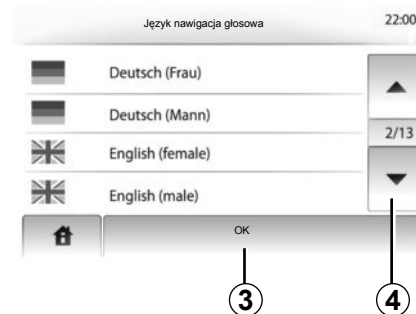 Język nawigacja głosowa 22:00
Deutsch (Frau)
Deutsch (Mann)
2/13
English (female)
English (male)
OK
3 4